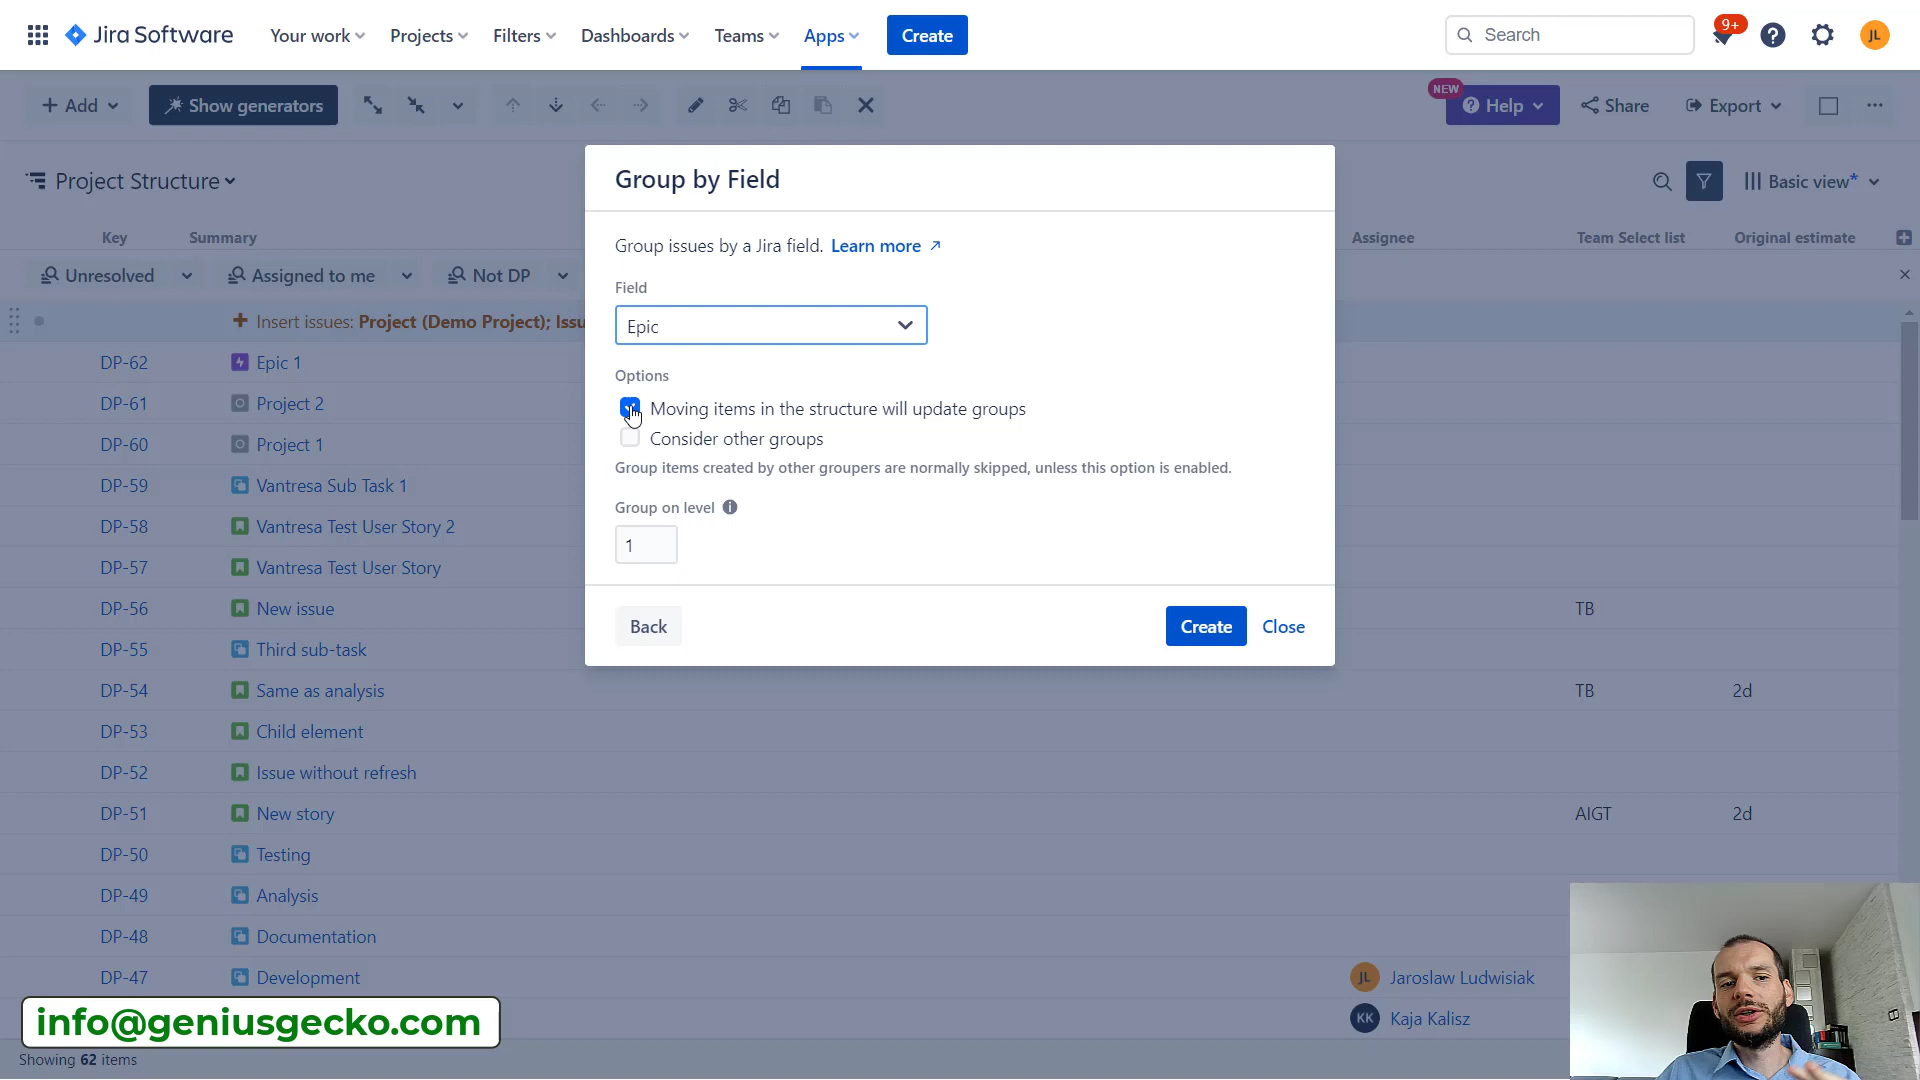 Jira Software Your work Projects Filters Dashboards Teams Apps Create Search 9+ JL
Add Show generators NEW Help Share Export
Project Structure Basic view*
Key Summary Assignee Team Select list Original estimate
Unresolved Assigned to me Not DP
Insert issues: Project (Demo Project); Issu
DP-62 Epic 1
DP-61 Project 2
DP-60 Project 1
DP-59 Vantresa Sub Task 1
DP-58 Vantresa Test User Story 2
DP-57 Vantresa Test User Story
DP-56 New issue TB
DP-55 Third sub-task
DP-54 Same as analysis TB 2d
DP-53 Child element
DP-52 Issue without refresh
DP-51 New story AIGT 2d
DP-50 Testing
DP-49 Analysis
DP-48 Documentation
DP-47 Development JL Jaroslaw Ludwisiak
KK Kaja Kalisz
Group by Field
Group issues by a Jira field. Learn more
Field
Epic
Options
Moving items in the structure will update groups
Consider other groups
Group items created by other groupers are normally skipped, unless this option is enabled.
Group on level
1
Back Create Close
info@geniusgecko.com
Showing 62 items